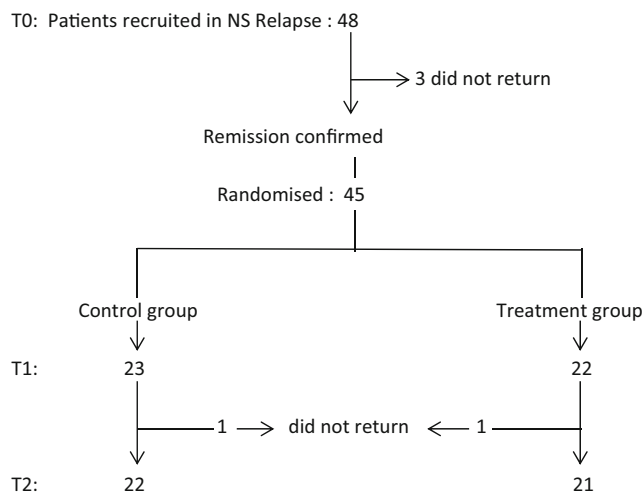 T0: Patients recruited in NS Relapse : 48
3 did not return
Remission confirmed
Randomised : 45
Control group Treatment group
T1: 23 22
1 did not return 1
T2: 22 21